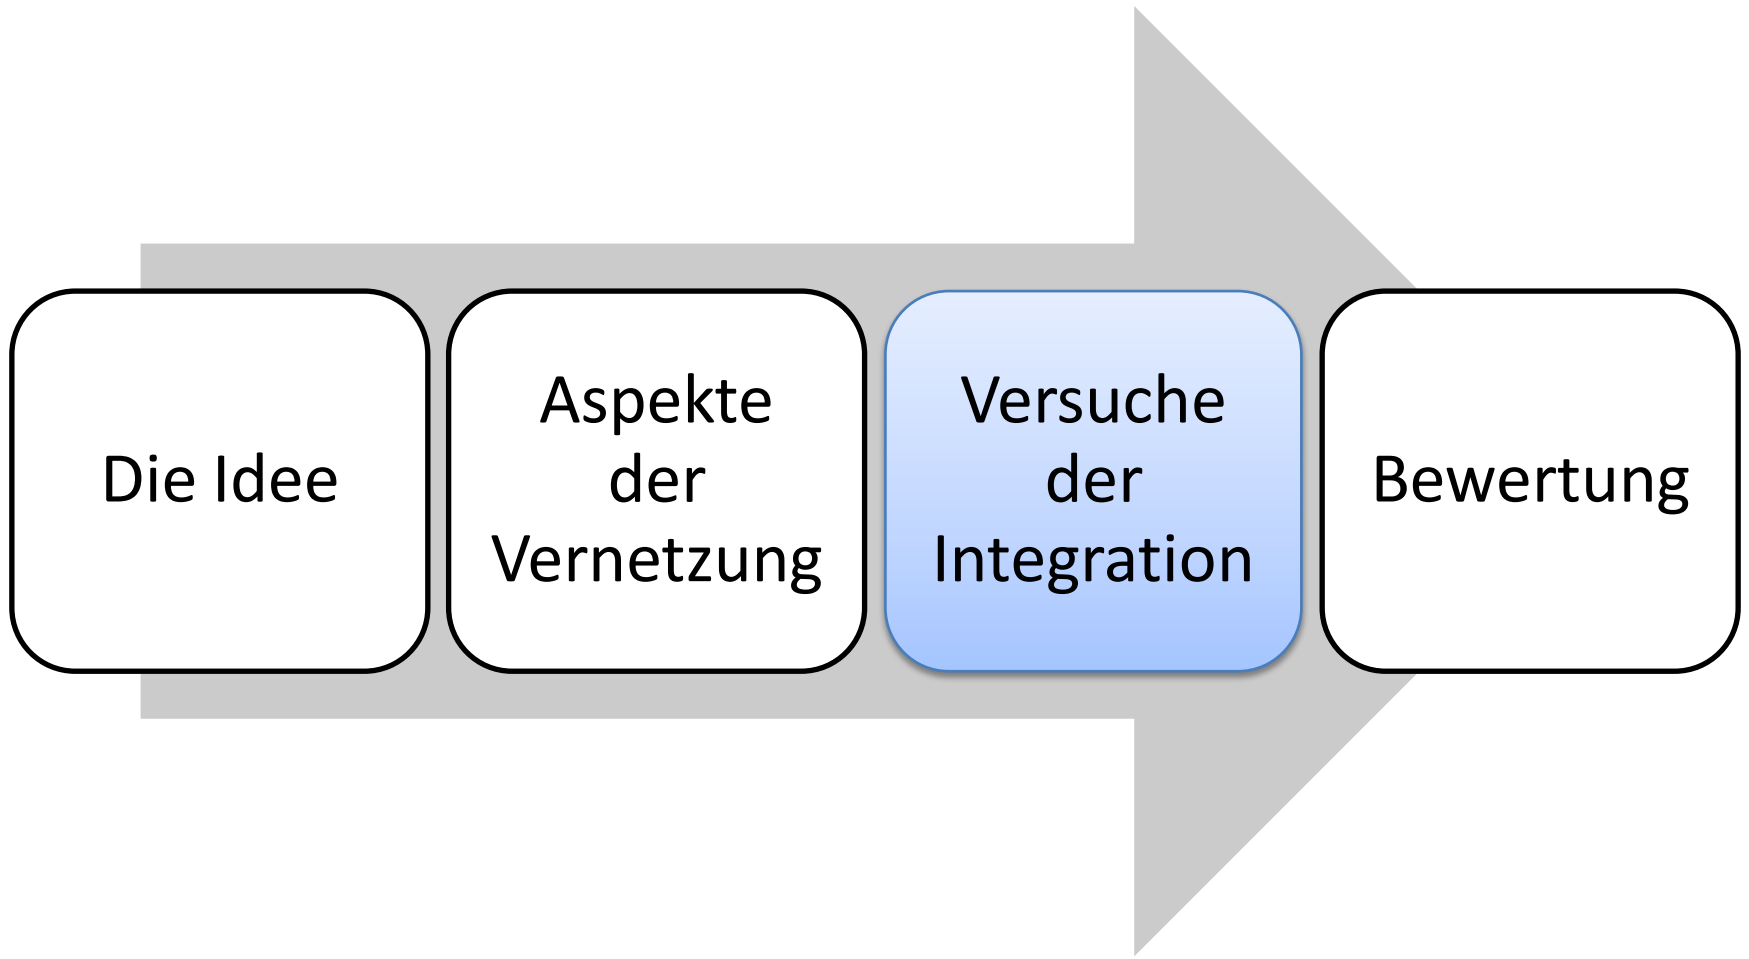 Die Idee
Aspekte
der
Vernetzung
Versuche
der
Integration
Bewertung